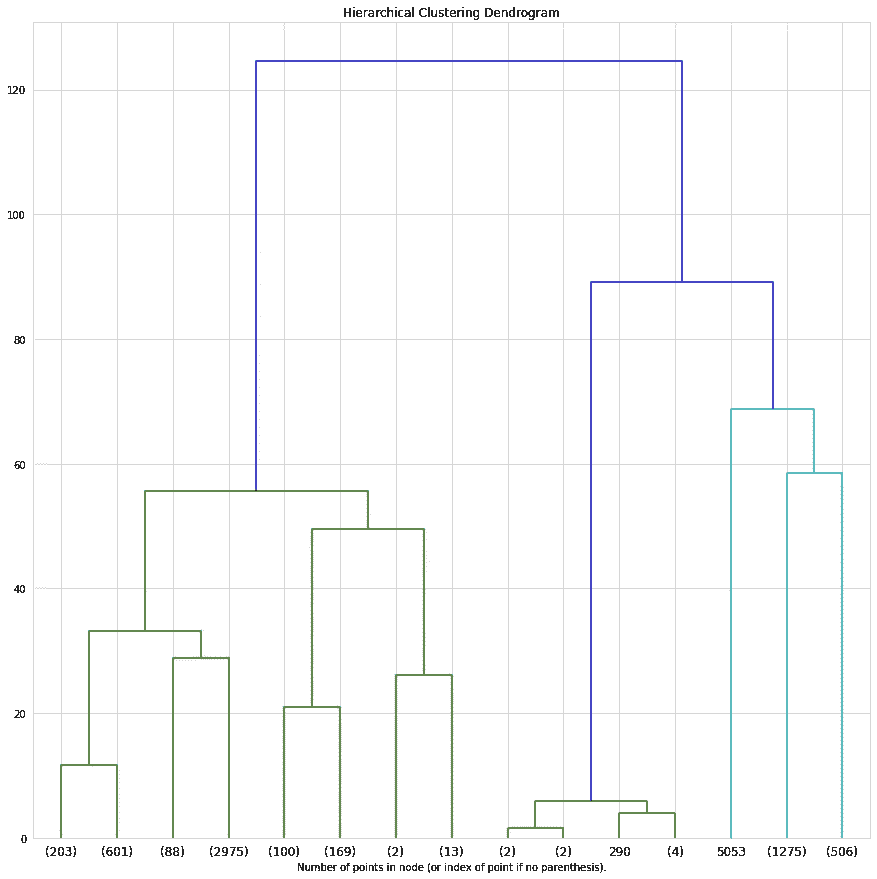 Hierarchical Clustering Dendrogram
120
100
80
60
40
20
0
(203) (601) (88) (2975) (100) (169) (2) (13) (2) (2) 290 (4) 5053 (1275) (506)
Number of points in node (or index of point if no parenthesis).